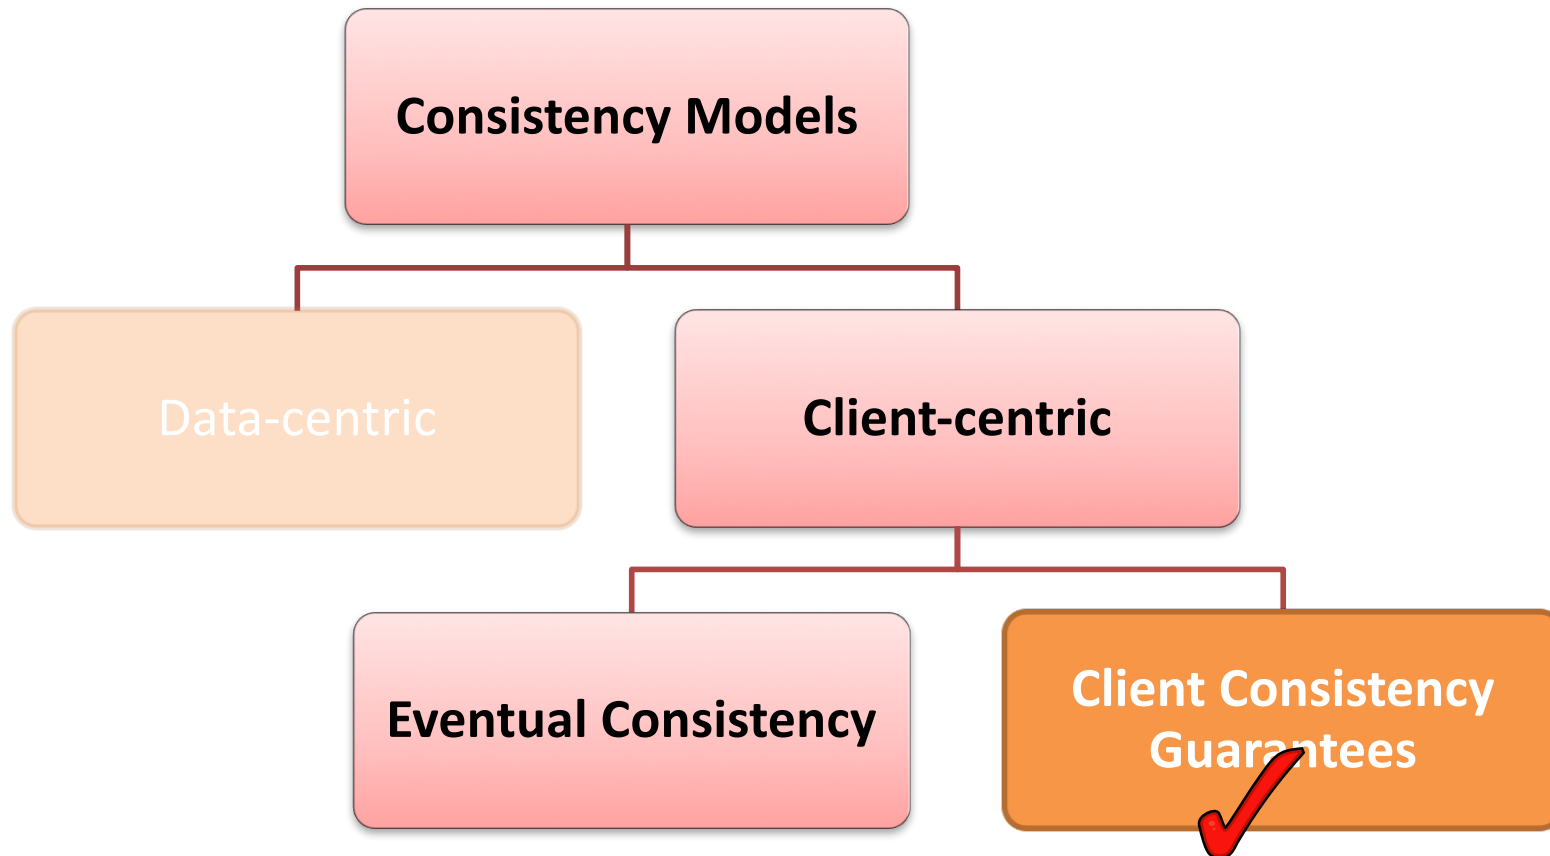 Consistency Models
Data-centric
Client-centric
Eventual Consistency
Client Consistency
Guarantees